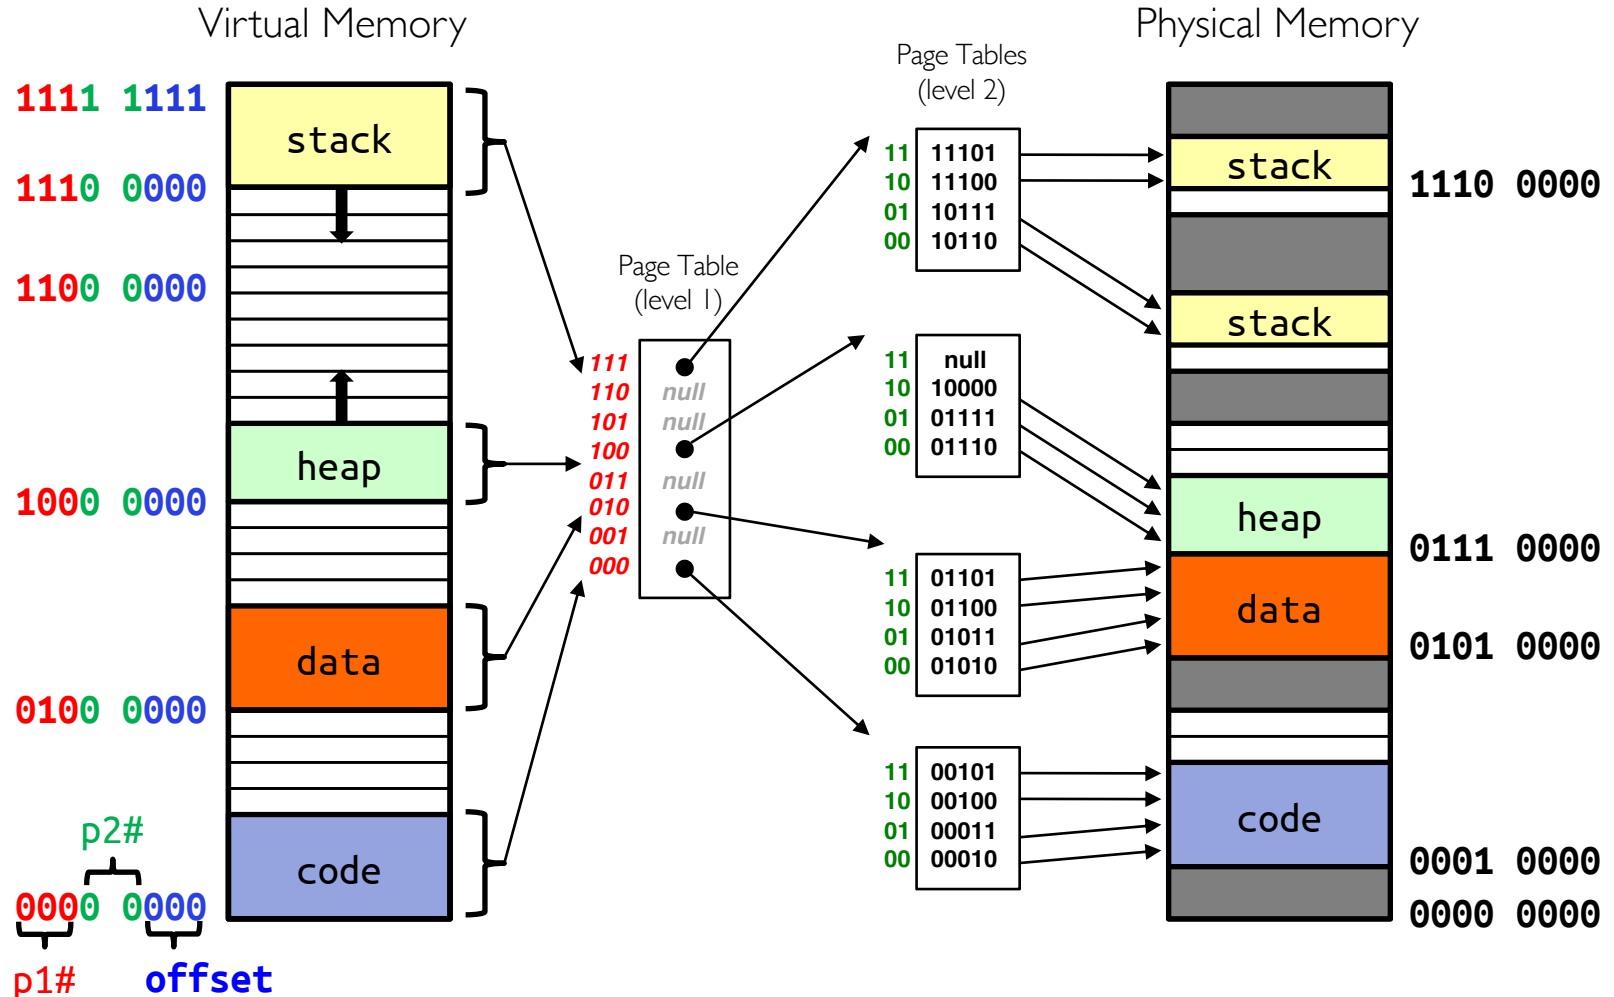 Virtual Memory
Physical Memory
1111 1111
stack
1110 0000
1100 0000
heap
1000 0000
data
0100 0000
p2#
code
0000 0000
p1#
offset
Page Table
(level 1)
111
110 null
101 null
100
011 null
010
001 null
000
Page Tables
(level 2)
11 11101
10 11100
01 10111
00 10110
11 null
10 10000
01 01111
00 01110
11 01101
10 01100
01 01011
00 01010
11 00101
10 00100
01 00011
00 00010
stack
1110 0000
stack
heap
0111 0000
data
0101 0000
code
0001 0000
0000 0000